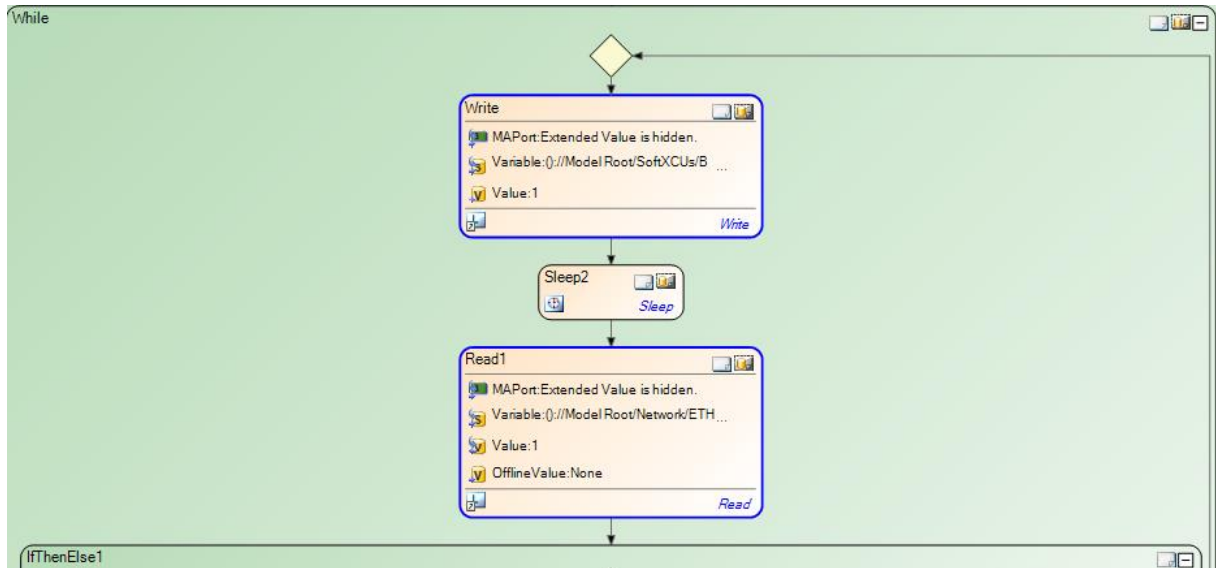 While
Write
MAPort:Extended Value is hidden.
Variable:()://Model Root/SoftXCUs/B ...
Value:1
Write
Sleep2
Sleep
Read1
MAPort:Extended Value is hidden.
Variable:()://Model Root/Network/ETH...
Value:1
OfflineValue:None
Read
IfThenElse1